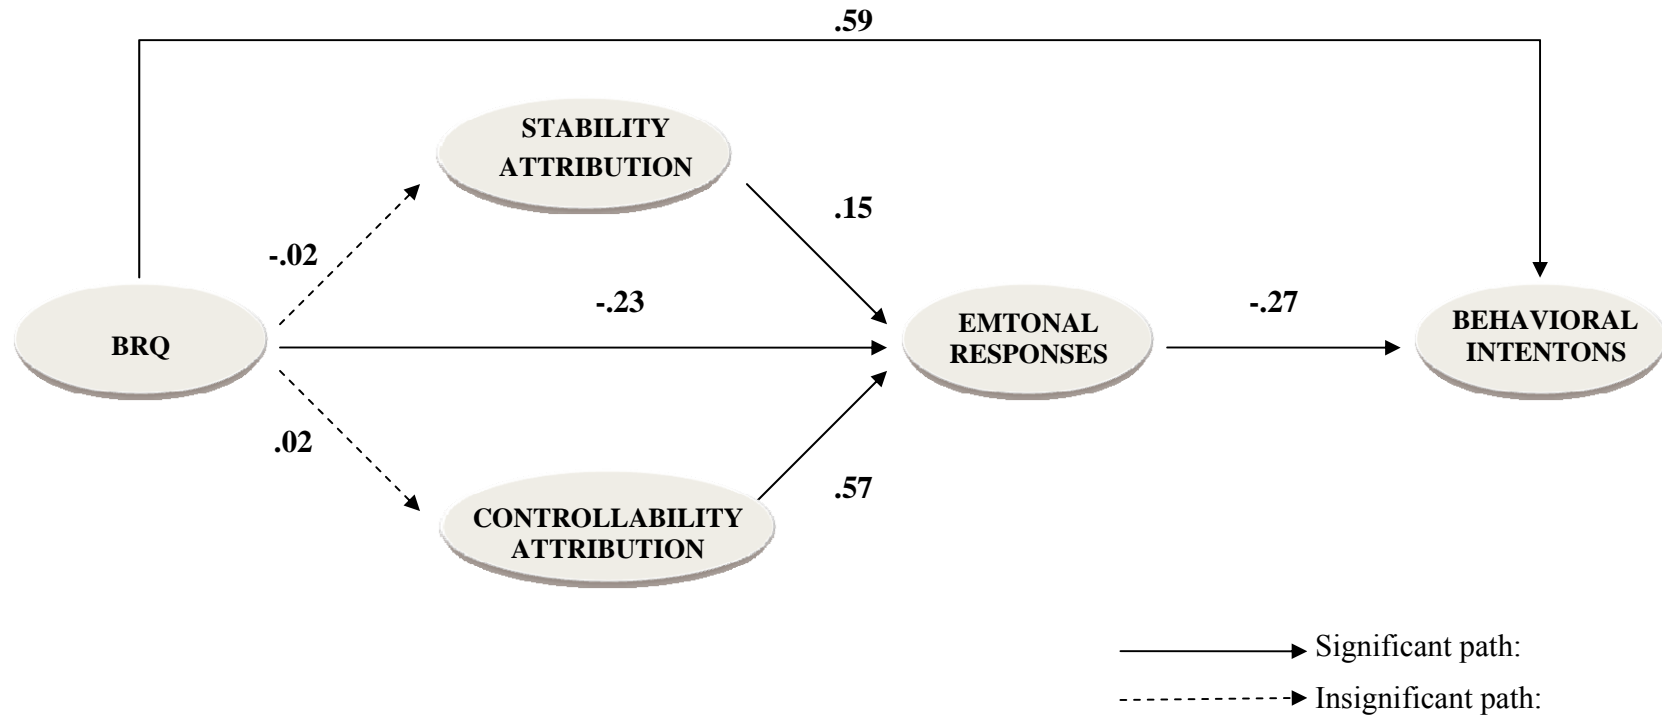 .59
STABILITY
ATTRIBUTION
.15
-.02
-.23
-.27
BRQ
EMTONAL
RESPONSES
BEHAVIORAL
INTENTONS
.02
.57
CONTROLLABILITY
ATTRIBUTION
Significant path:
Insignificant path: